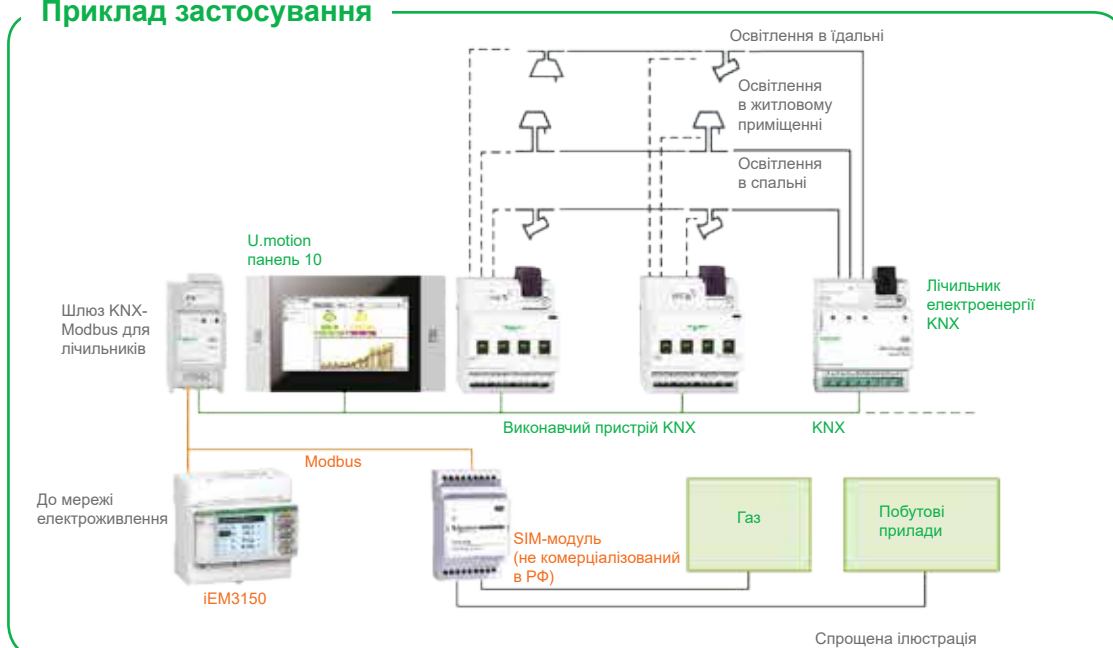 Приклад застосування
Освітлення в їдальні
Освітлення
в житловому
приміщенні
Освітлення
в спальні
U.motion
панель 10
Шлюз KNX-
Modbus для
лічильників
Лічильник
електроенергії
KNX
Виконавчий пристрій KNX
KNX
Modbus
До мережі
електроживлення
iEM3150
SIM-модуль
(не комерціалізований
в РФ)
Газ
Побутові
прилади
Спрощена ілюстрація